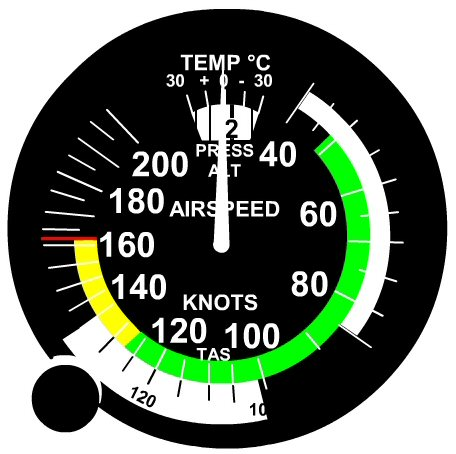 TEMP °C
30 + 0 - 30
2
PRESS
ALT
40
200
180
AIRSPEED
60
160
140
80
KNOTS
120
100
TAS
120
10